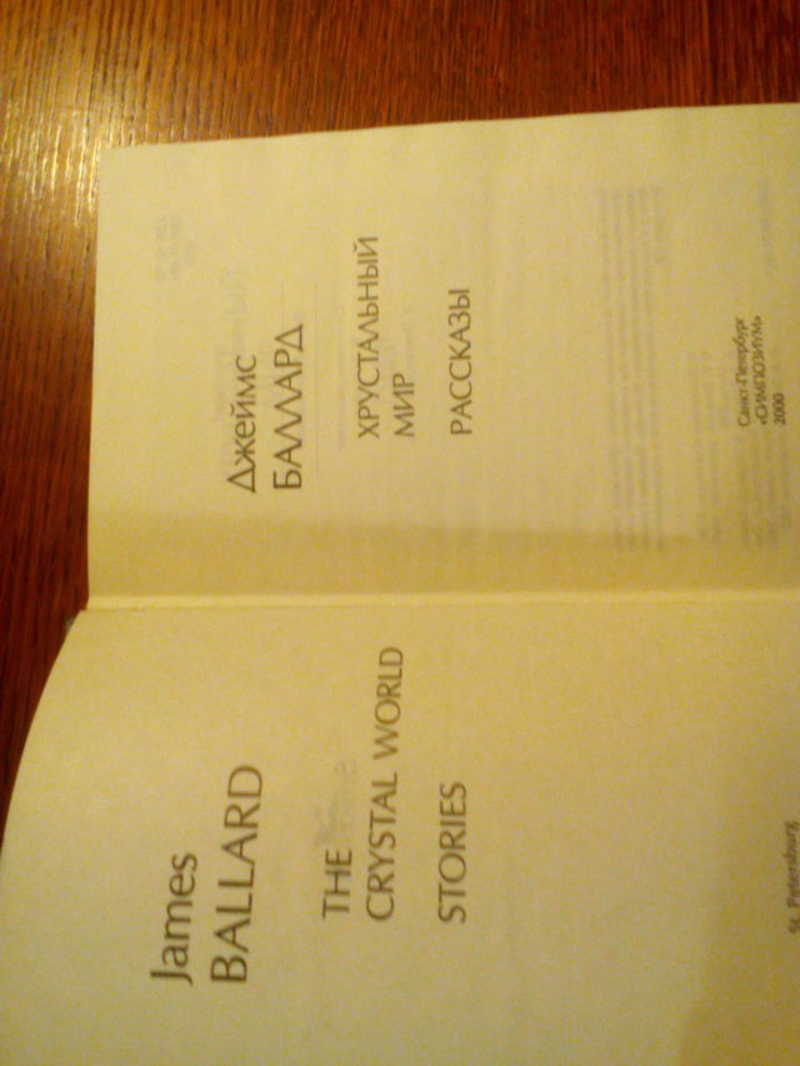 James
BALLARD
THE
CRYSTAL WORLD
STORIES
St. Petersburg
Джеймс
БАЛЛАРД
ХРУСТАЛЬНЫЙ
МИР
РАССКАЗЫ
Санкт-Петербург
«СИМПОЗИУМ»
2000